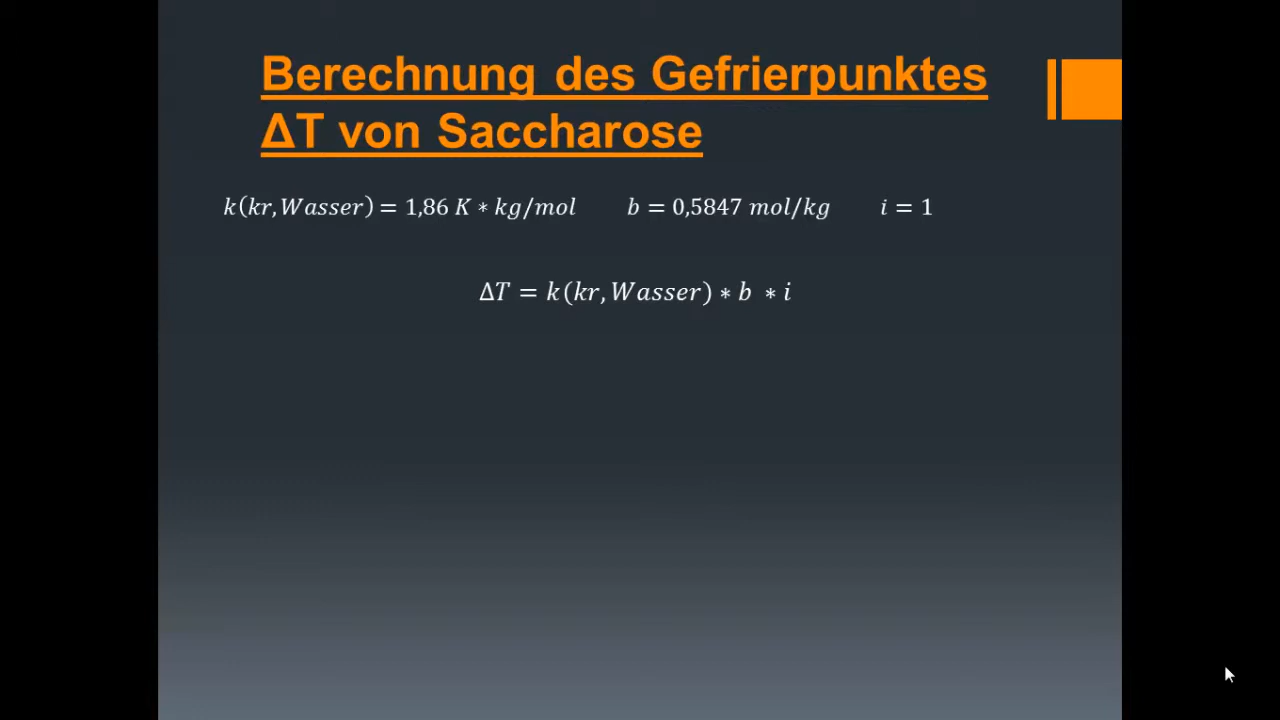 Berechnung des Gefrierpunktes
ΔT von Saccharose
k(kr, Wasser) = 1,86 K ∗ kg/mol b = 0,5847 mol/kg i = 1
ΔT = k(kr, Wasser) ∗ b ∗ i